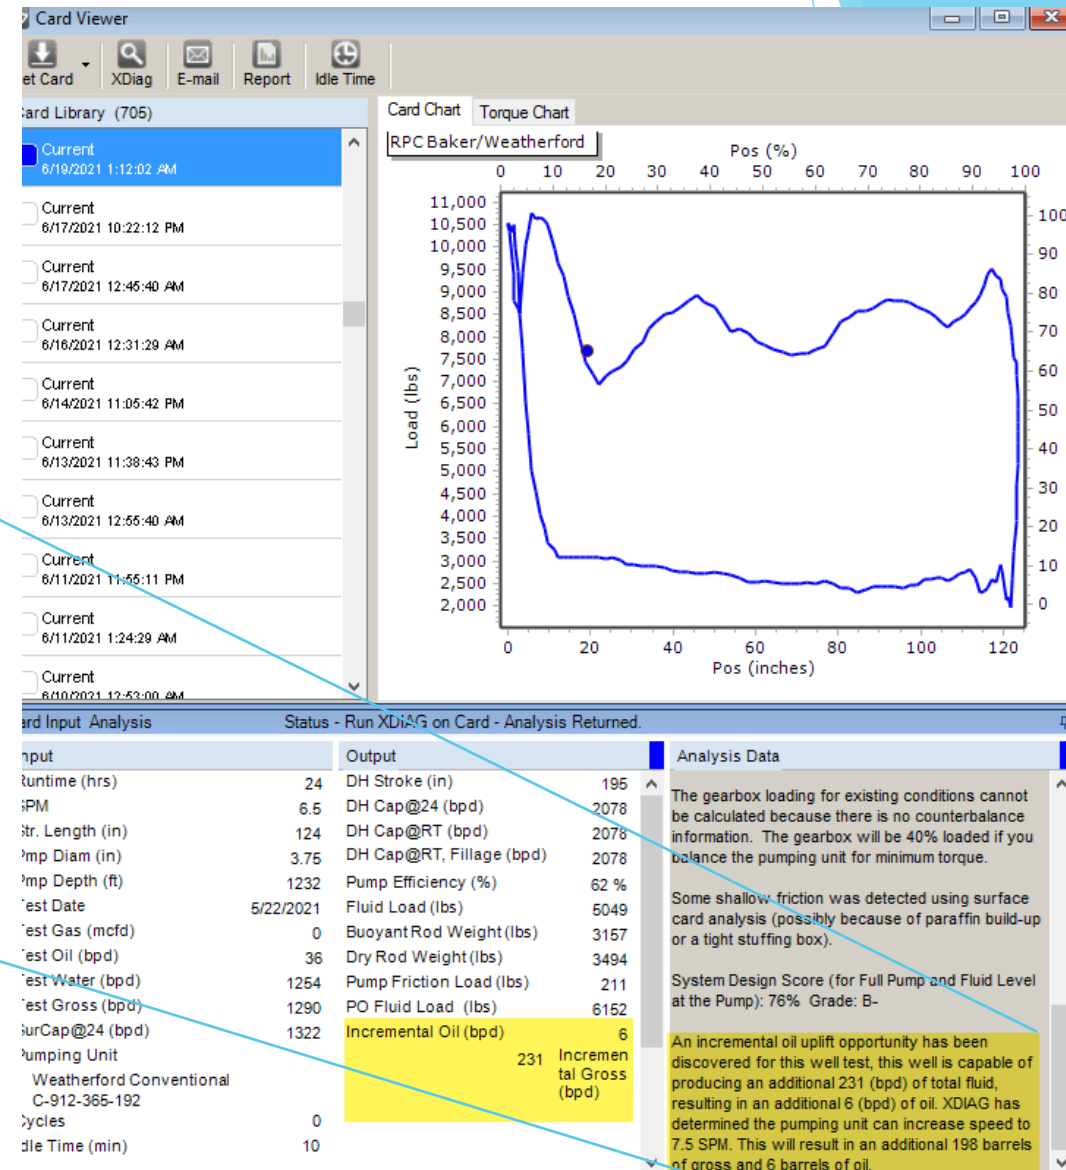 Card Viewer
et Card
XDiag
E-mail
Report
Idle Time
Card Library (705)
Current
6/19/2021 1:12:02 AM
Current
6/17/2021 10:22:12 PM
Current
6/17/2021 12:45:40 AM
Current
6/16/2021 12:31:29 AM
Current
6/14/2021 11:05:42 PM
Current
6/13/2021 11:38:43 PM
Current
6/13/2021 12:55:40 AM
Current
6/11/2021 11:55:11 PM
Current
6/11/2021 1:24:29 AM
Current
6/10/2021 12:53:00 AM
Card Chart Torque Chart
RPC Baker/Weatherford
Pos (%)
0 10 20 30 40 50 60 70 80 90 100
11,000
10,500
10,000
9,500
9,000
8,500
8,000
7,500
7,000
6,500
6,000
5,500
5,000
4,500
4,000
3,500
3,000
2,500
2,000
Load (lbs)
100
90
80
70
60
50
40
30
20
10
0
0 20 40 60 80 100 120
Pos (inches)
ard Input Analysis Status - Run XDIAG on Card - Analysis Returned.
nput
Runtime (hrs) 24
SPM 6.5
Str. Length (in) 124
Pmp Diam (in) 3.75
Pmp Depth (ft) 1232
Test Date 5/22/2021
Test Gas (mcfd) 0
Test Oil (bpd) 36
Test Water (bpd) 1254
Test Gross (bpd) 1290
SurCap@24 (bpd) 1322
Pumping Unit
Weatherford Conventional
C-912-365-192
Cycles 0
dle Time (min) 10
Output
DH Stroke (in) 195
DH Cap@24 (bpd) 2078
DH Cap@RT (bpd) 2078
DH Cap@RT, Fillage (bpd) 2078
Pump Efficiency (%) 62 %
Fluid Load (lbs) 5049
Buoyant Rod Weight (lbs) 3157
Dry Rod Weight (lbs) 3494
Pump Friction Load (lbs) 211
PO Fluid Load (lbs) 6152
Incremental Oil (bpd) 6
231 Incremen
tal Gross
(bpd)
Analysis Data
The gearbox loading for existing conditions cannot
be calculated because there is no counterbalance
information. The gearbox will be 40% loaded if you
balance the pumping unit for minimum torque.
Some shallow friction was detected using surface
card analysis (possibly because of paraffin build-up
or a tight stuffing box).
System Design Score (for Full Pump and Fluid Level
at the Pump): 76% Grade: B-
An incremental oil uplift opportunity has been
discovered for this well test, this well is capable of
producing an additional 231 (bpd) of total fluid,
resulting in an additional 6 (bpd) of oil. XDIAG has
determined the pumping unit can increase speed to
7.5 SPM. This will result in an additional 198 barrels
of gross and 6 barrels of oil.